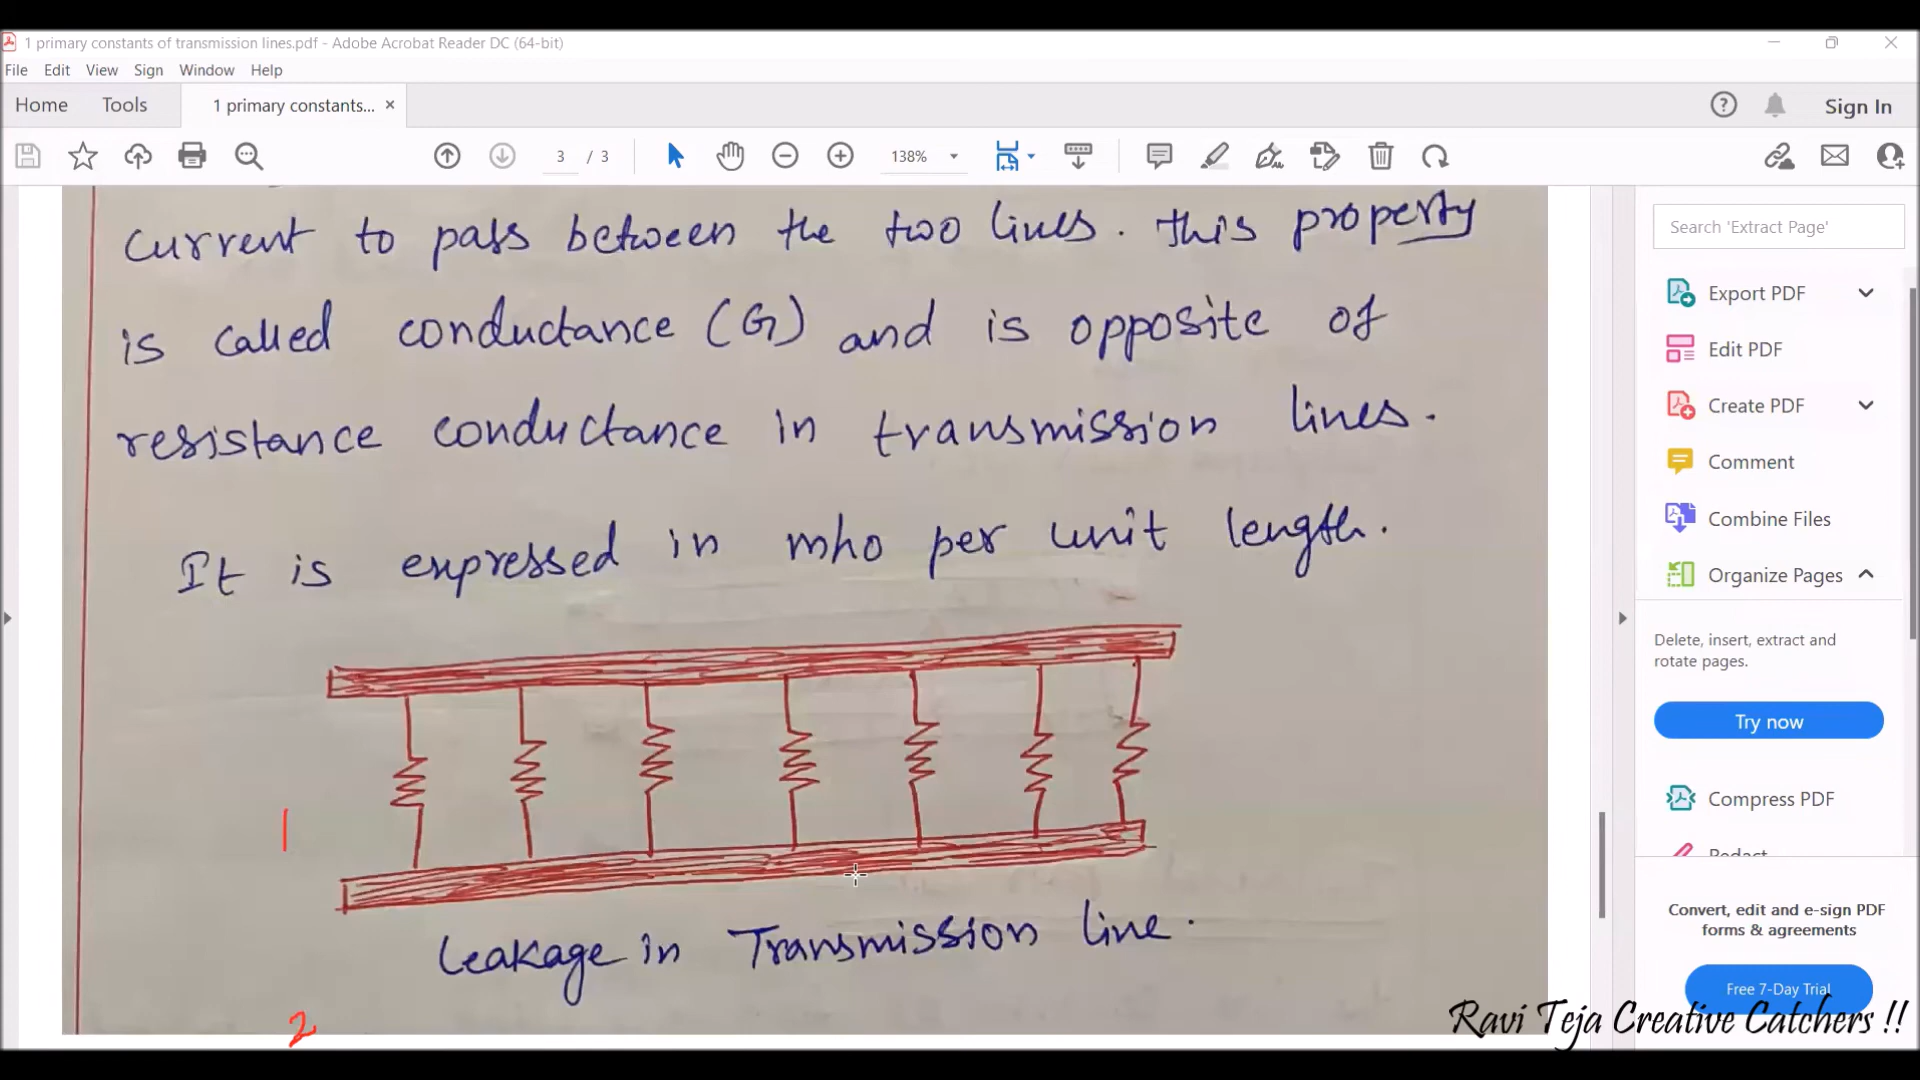 1 primary constants of transmission lines.pdf - Adobe Acrobat Reader DC (64-bit)
File Edit View Sign Window Help
Home Tools 1 primary constants... × Sign In
3 / 3 138%
Current to pass between the two lines. This property
is called conductance (G) and is opposite of
resistance conductance in transmission lines.
It is expressed in mho per unit length.
1
Leakage in Transmission line.
2
Search 'Extract Page'
Export PDF
Edit PDF
Create PDF
Comment
Combine Files
Organize Pages
Delete, insert, extract and
rotate pages.
Try now
Compress PDF
Redact
Convert, edit and e-sign PDF
forms & agreements
Free 7-Day Trial
Ravi Teja Creative Catchers !!